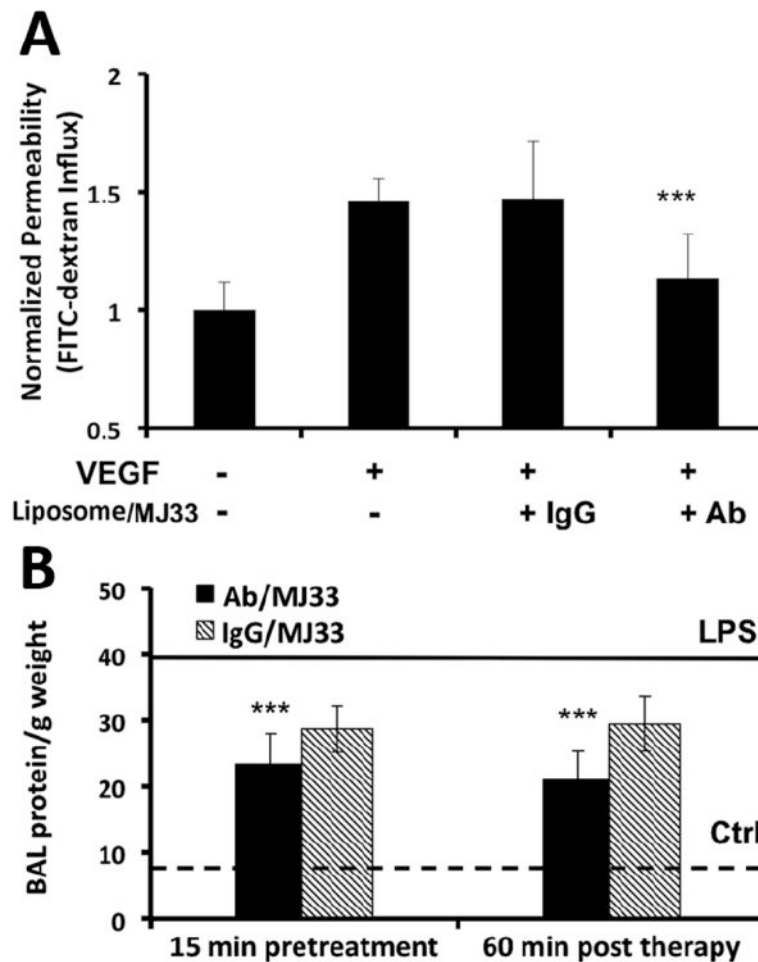 A
Normalized Permeability
(FITC-dextran Influx)
2
1.5
1
0.5
***
VEGF - + + +
Liposome/MJ33 - - + IgG + Ab
B
BAL protein/g weight
50
40
30
20
10
0
Ab/MJ33
IgG/MJ33
LPS
*** ***
Ctrl
15 min pretreatment 60 min post therapy